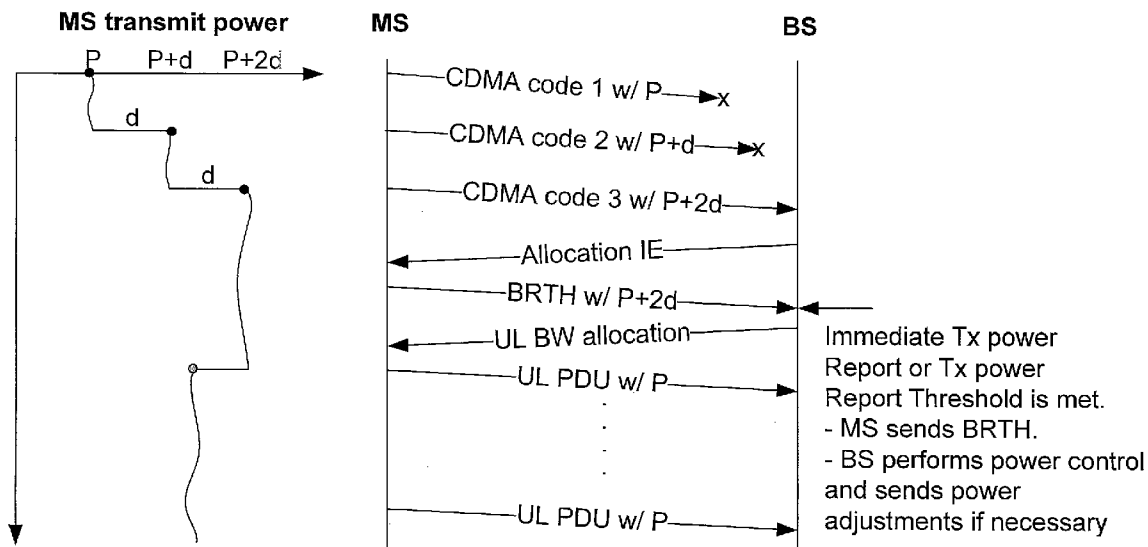 MS transmit power
MS
BS
P P+d P+2d
CDMA code 1 w/ P
x
d
CDMA code 2 w/ P+d
x
d
CDMA code 3 w/ P+2d
Allocation IE
BRTH w/ P+2d
UL BW allocation
UL PDU w/ P
Immediate Tx power
Report or Tx power
Report Threshold is met.
- MS sends BRTH.
- BS performs power control
and sends power
adjustments if necessary
UL PDU w/ P